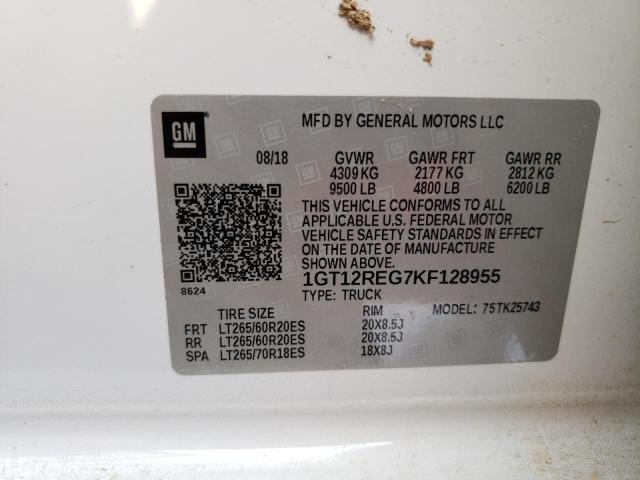 GM
MFD BY GENERAL MOTORS LLC
08/18 GVWR GAWR FRT GAWR RR
4309 KG 2177 KG 2812 KG
9500 LB 4800 LB 6200 LB
THIS VEHICLE CONFORMS TO ALL
APPLICABLE U.S. FEDERAL MOTOR
VEHICLE SAFETY STANDARDS IN EFFECT
ON THE DATE OF MANUFACTURE
SHOWN ABOVE.
8624
1GT12REG7KF128955
TYPE: TRUCK MODEL: 75TK25743
TIRE SIZE RIM
FRT LT265/60R20ES 20X8.5J
RR LT265/60R20ES 20X8.5J
SPA LT265/70R18ES 18X8J